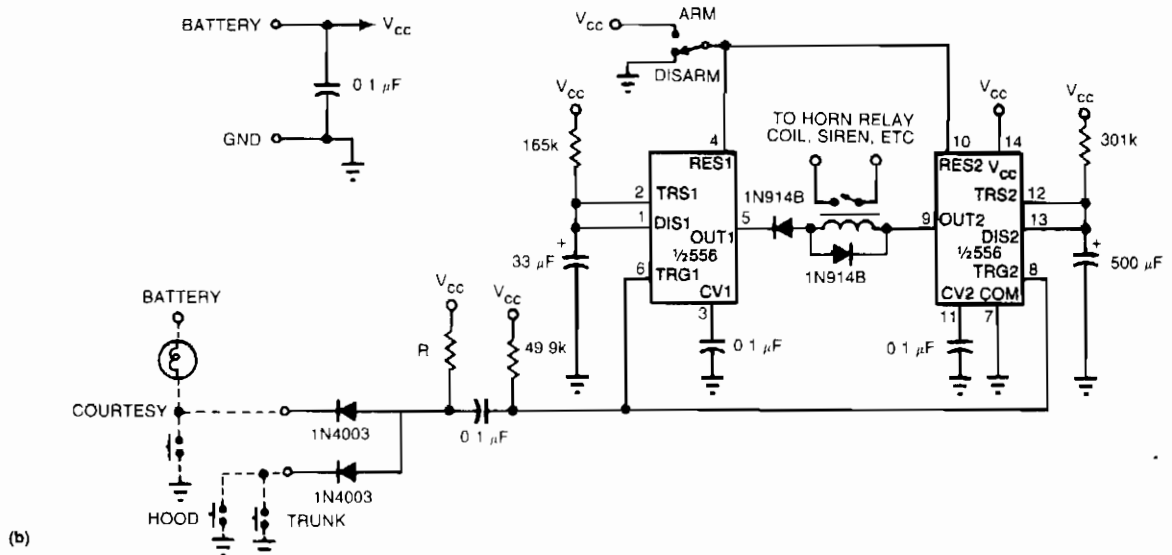 BATTERY
Vcc
0 1 µF
GND
Vcc
ARM
DISARM
Vcc
165k
TO HORN RELAY
COIL, SIREN, ETC
Vcc
Vcc
301k
4
RES1
2
TRS1
1
DIS1
OUT1
5
½556
6
TRG1
CV1
3
33 µF
+
0 1 µF
1N914B
1N914B
10
14
RES2
Vcc
TRS2
12
9
OUT2
DIS2
13
½556
TRG2
8
CV2
COM
11
7
+
500 µF
0 1 µF
BATTERY
Vcc
Vcc
R
49 9k
COURTESY
1N4003
0 1 µF
1N4003
HOOD
TRUNK
(b)